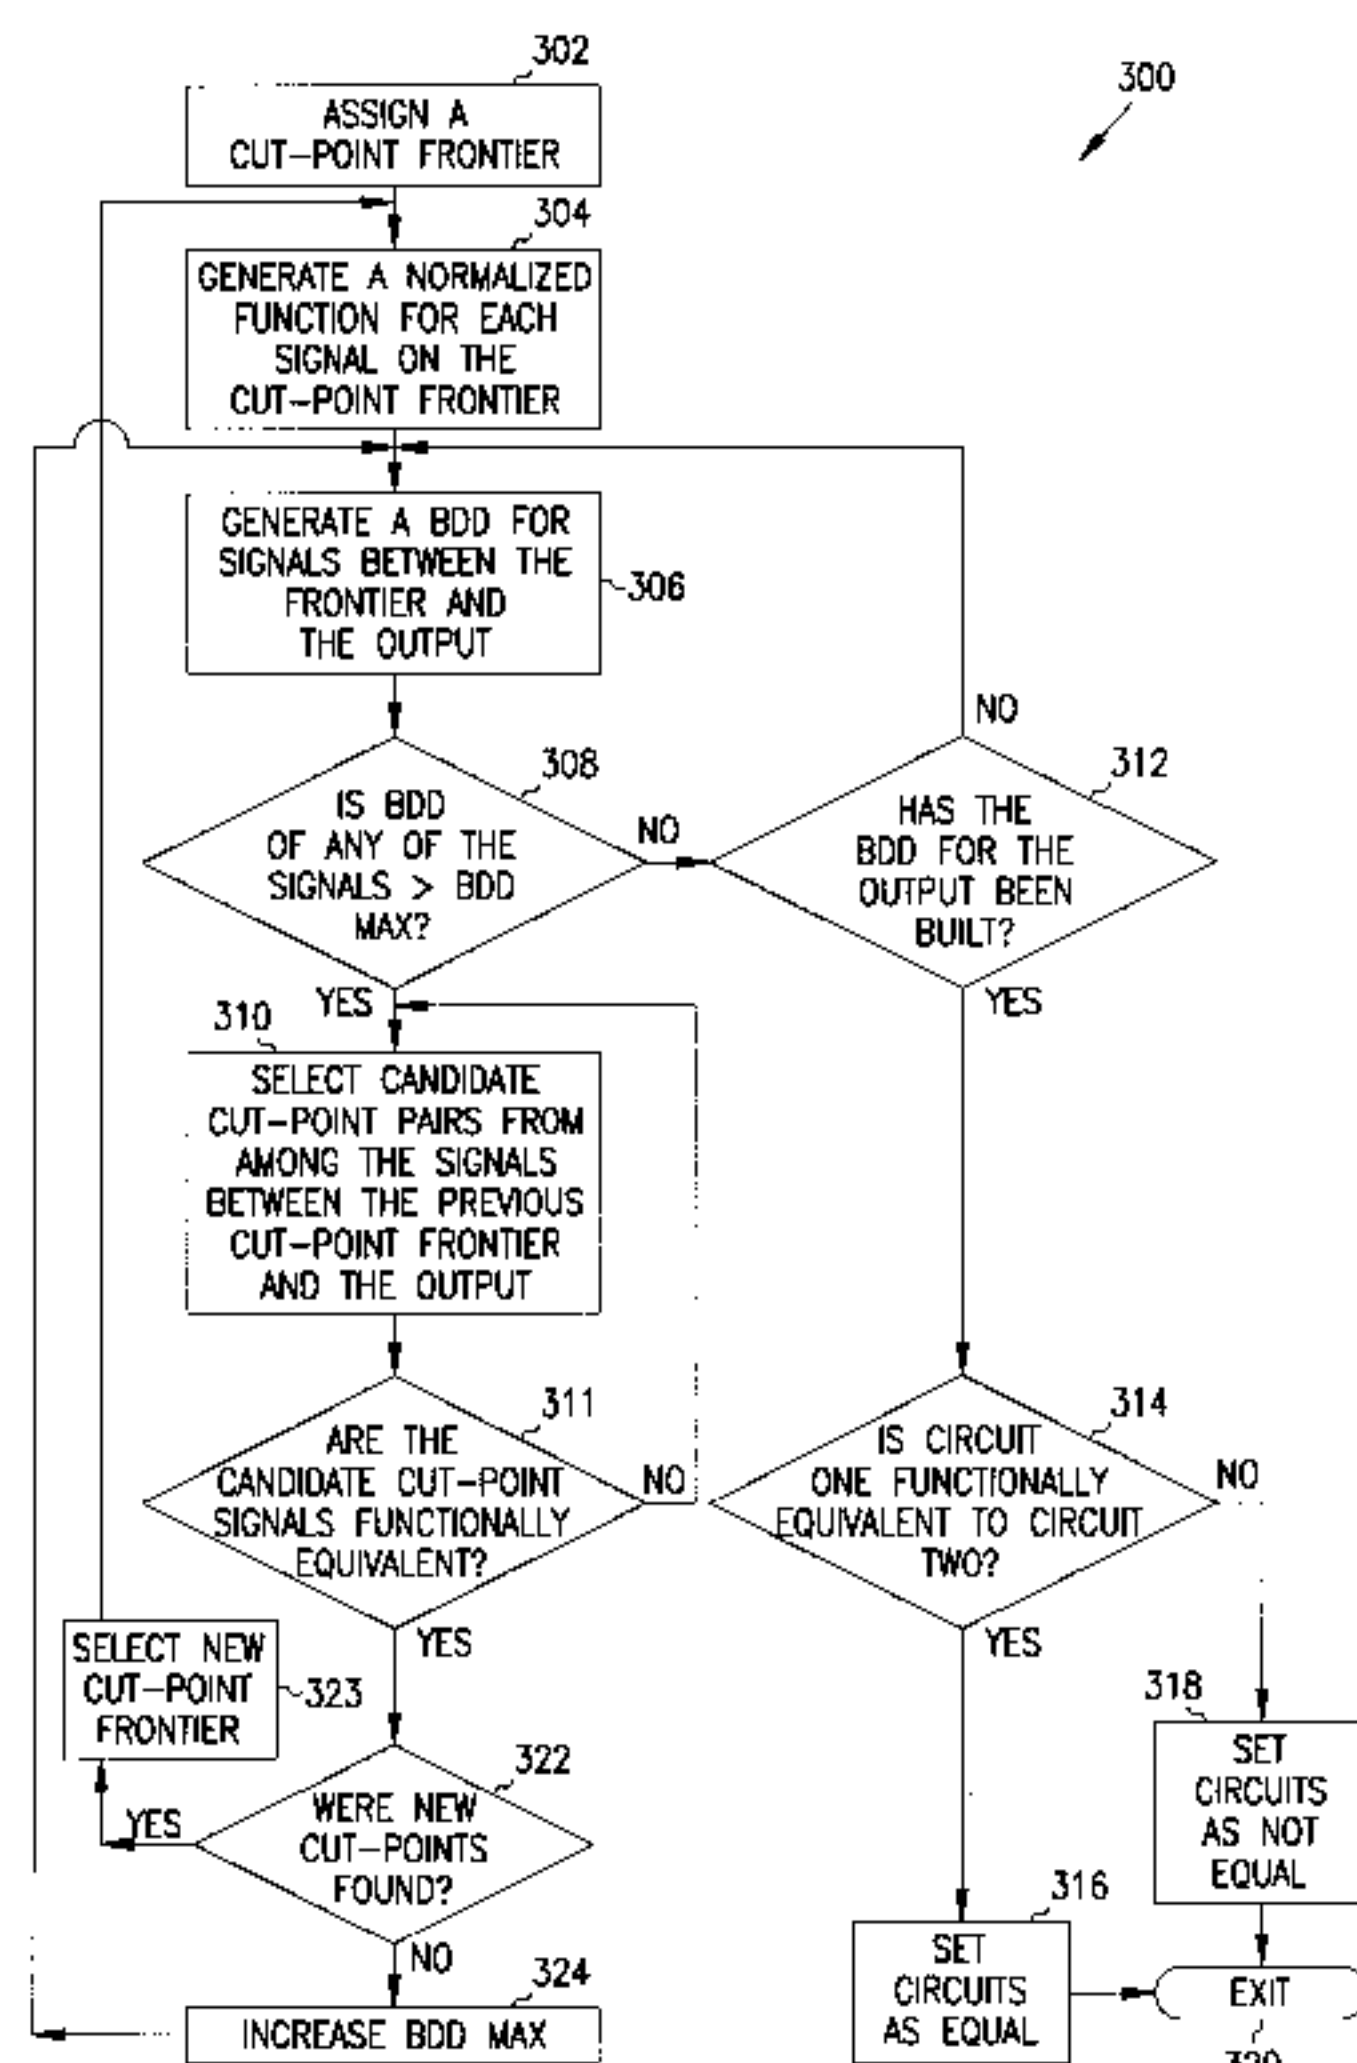 302
300
ASSIGN A
CUT-POINT FRONTIER
304
GENERATE A NORMALIZED
FUNCTION FOR EACH
SIGNAL ON THE
CUT-POINT FRONTIER
GENERATE A BDD FOR
SIGNALS BETWEEN THE
FRONTIER AND
THE OUTPUT
306
308
IS BDD
OF ANY OF THE
SIGNALS > BDD
MAX?
NO
YES
NO
312
HAS THE
BDD FOR THE
OUTPUT BEEN
BUILT?
YES
310
SELECT CANDIDATE
CUT-POINT PAIRS FROM
AMONG THE SIGNALS
BETWEEN THE PREVIOUS
CUT-POINT FRONTIER
AND THE OUTPUT
311
ARE THE
CANDIDATE CUT-POINT
SIGNALS FUNCTIONALLY
EQUIVALENT?
NO
YES
314
IS CIRCUIT
ONE FUNCTIONALLY
EQUIVALENT TO CIRCUIT
TWO?
NO
YES
SELECT NEW
CUT-POINT
FRONTIER
323
322
WERE NEW
CUT-POINTS
FOUND?
YES
NO
324
INCREASE BDD MAX
318
SET
CIRCUITS
AS NOT
EQUAL
316
SET
CIRCUITS
AS EQUAL
EXIT